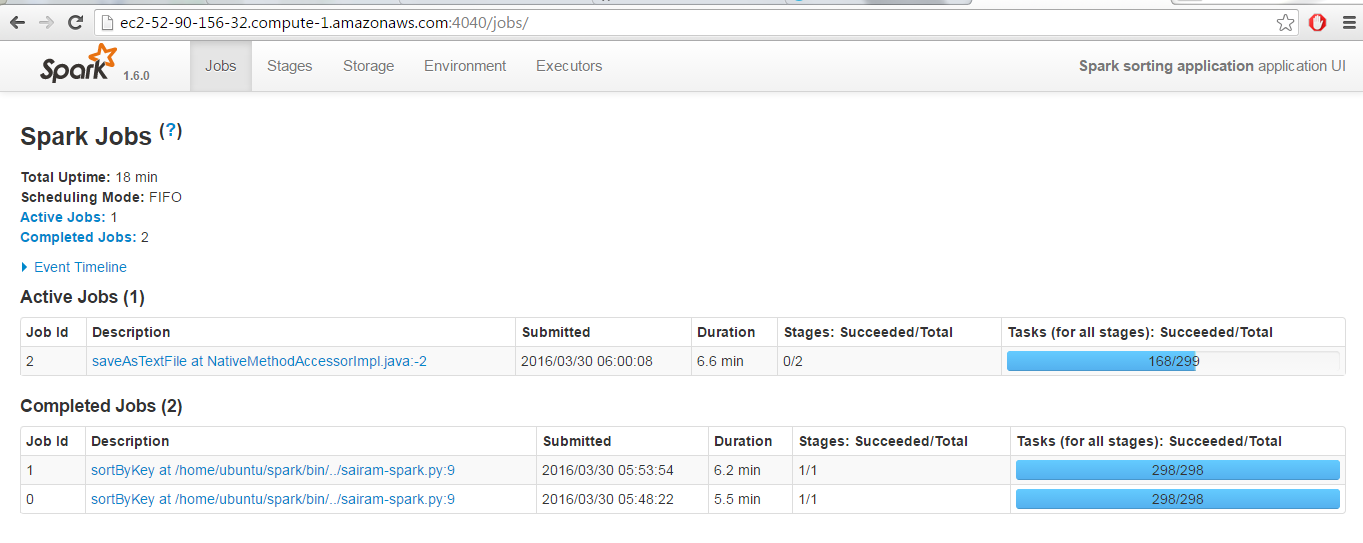 ec2-52-90-156-32.compute-1.amazonaws.com:4040/jobs/
Spark 1.6.0 Jobs Stages Storage Environment Executors Spark sorting application application UI
Spark Jobs (?)
Total Uptime: 18 min
Scheduling Mode: FIFO
Active Jobs: 1
Completed Jobs: 2
Event Timeline
Active Jobs (1)
Job Id Description Submitted Duration Stages: Succeeded/Total Tasks (for all stages): Succeeded/Total
2 saveAsTextFile at NativeMethodAccessorImpl.java:-2 2016/03/30 06:00:08 6.6 min 0/2 168/299
Completed Jobs (2)
Job Id Description Submitted Duration Stages: Succeeded/Total Tasks (for all stages): Succeeded/Total
1 sortByKey at /home/ubuntu/spark/bin/../sairam-spark.py:9 2016/03/30 05:53:54 6.2 min 1/1 298/298
0 sortByKey at /home/ubuntu/spark/bin/../sairam-spark.py:9 2016/03/30 05:48:22 5.5 min 1/1 298/298